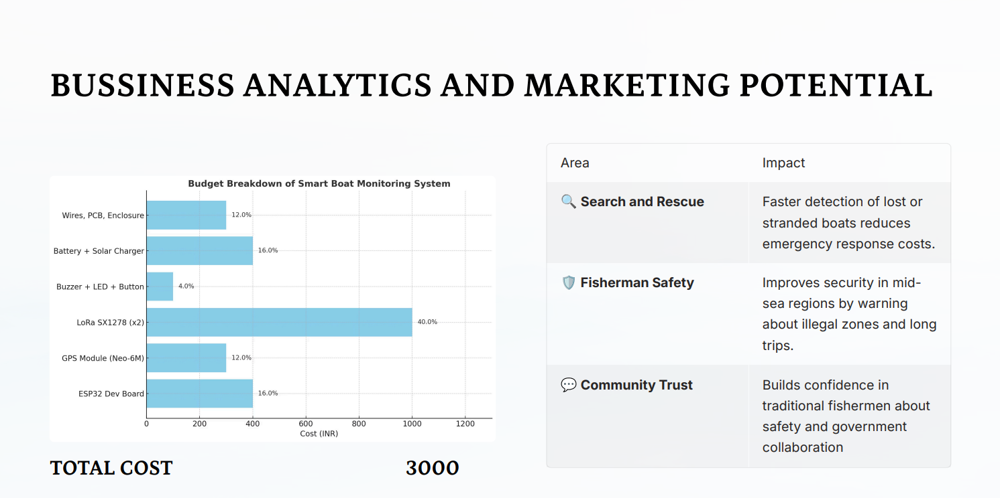 BUSSINESS ANALYTICS AND MARKETING POTENTIAL
Budget Breakdown of Smart Boat Monitoring System
Wires, PCB, Enclosure
12.0%
Battery + Solar Charger
16.0%
Buzzer + LED + Button
4.0%
LoRa SX1278 (x2)
40.0%
GPS Module (Neo-6M)
12.0%
ESP32 Dev Board
16.0%
0 200 400 600 800 1000 1200
Cost (INR)
TOTAL COST 3000
Area Impact
Search and Rescue
Faster detection of lost or
stranded boats reduces
emergency response costs.
Fisherman Safety
Improves security in mid-
sea regions by warning
about illegal zones and long
trips.
Community Trust
Builds confidence in
traditional fishermen about
safety and government
collaboration